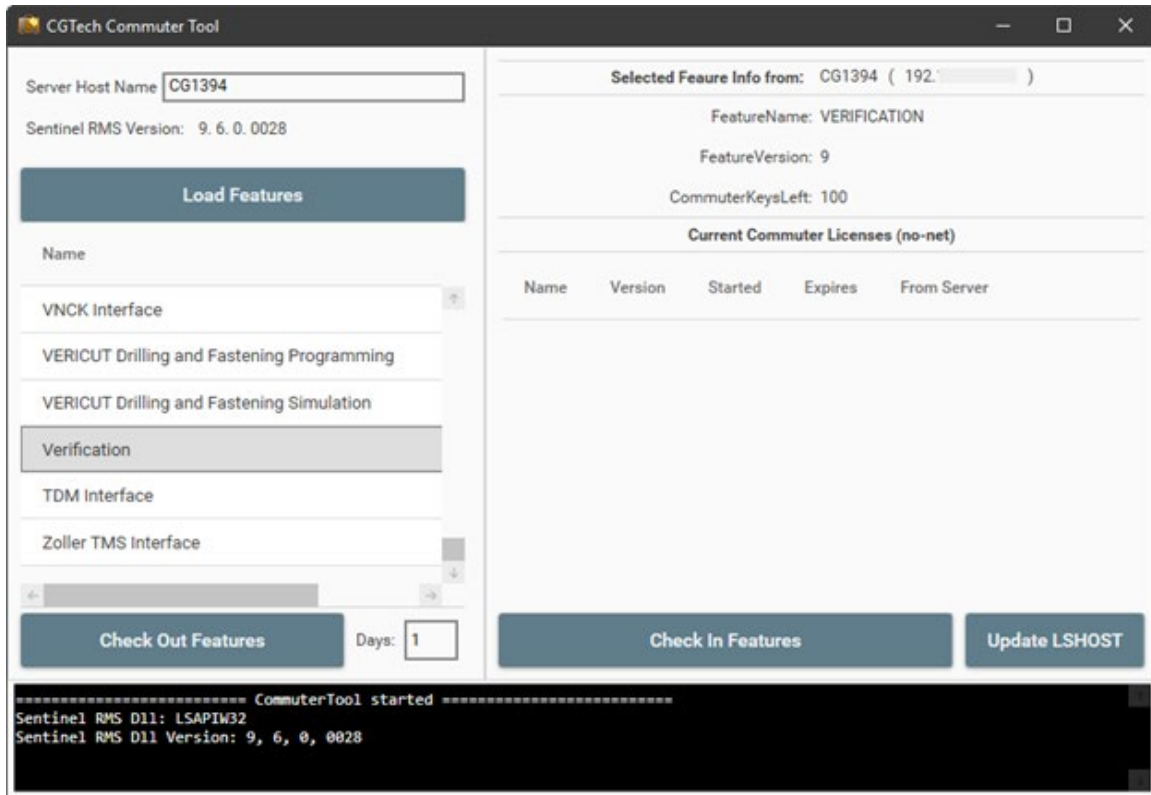 CGTech Commuter Tool
Server Host Name CG1394
Sentinel RMS Version: 9. 6. 0. 0028
Load Features
Name
VNCK Interface
VERICUT Drilling and Fastening Programming
VERICUT Drilling and Fastening Simulation
Verification
TDM Interface
Zoller TMS Interface
Check Out Features Days: 1
Selected Feaure Info from: CG1394 ( 192. )
FeatureName: VERIFICATION
FeatureVersion: 9
CommuterKeysLeft: 100
Current Commuter Licenses (no-net)
Name Version Started Expires From Server
Check In Features Update LSHOST
========================== CommuterTool started ==========================
Sentinel RMS Dll: LSAPIW32
Sentinel RMS Dll Version: 9, 6, 0, 0028